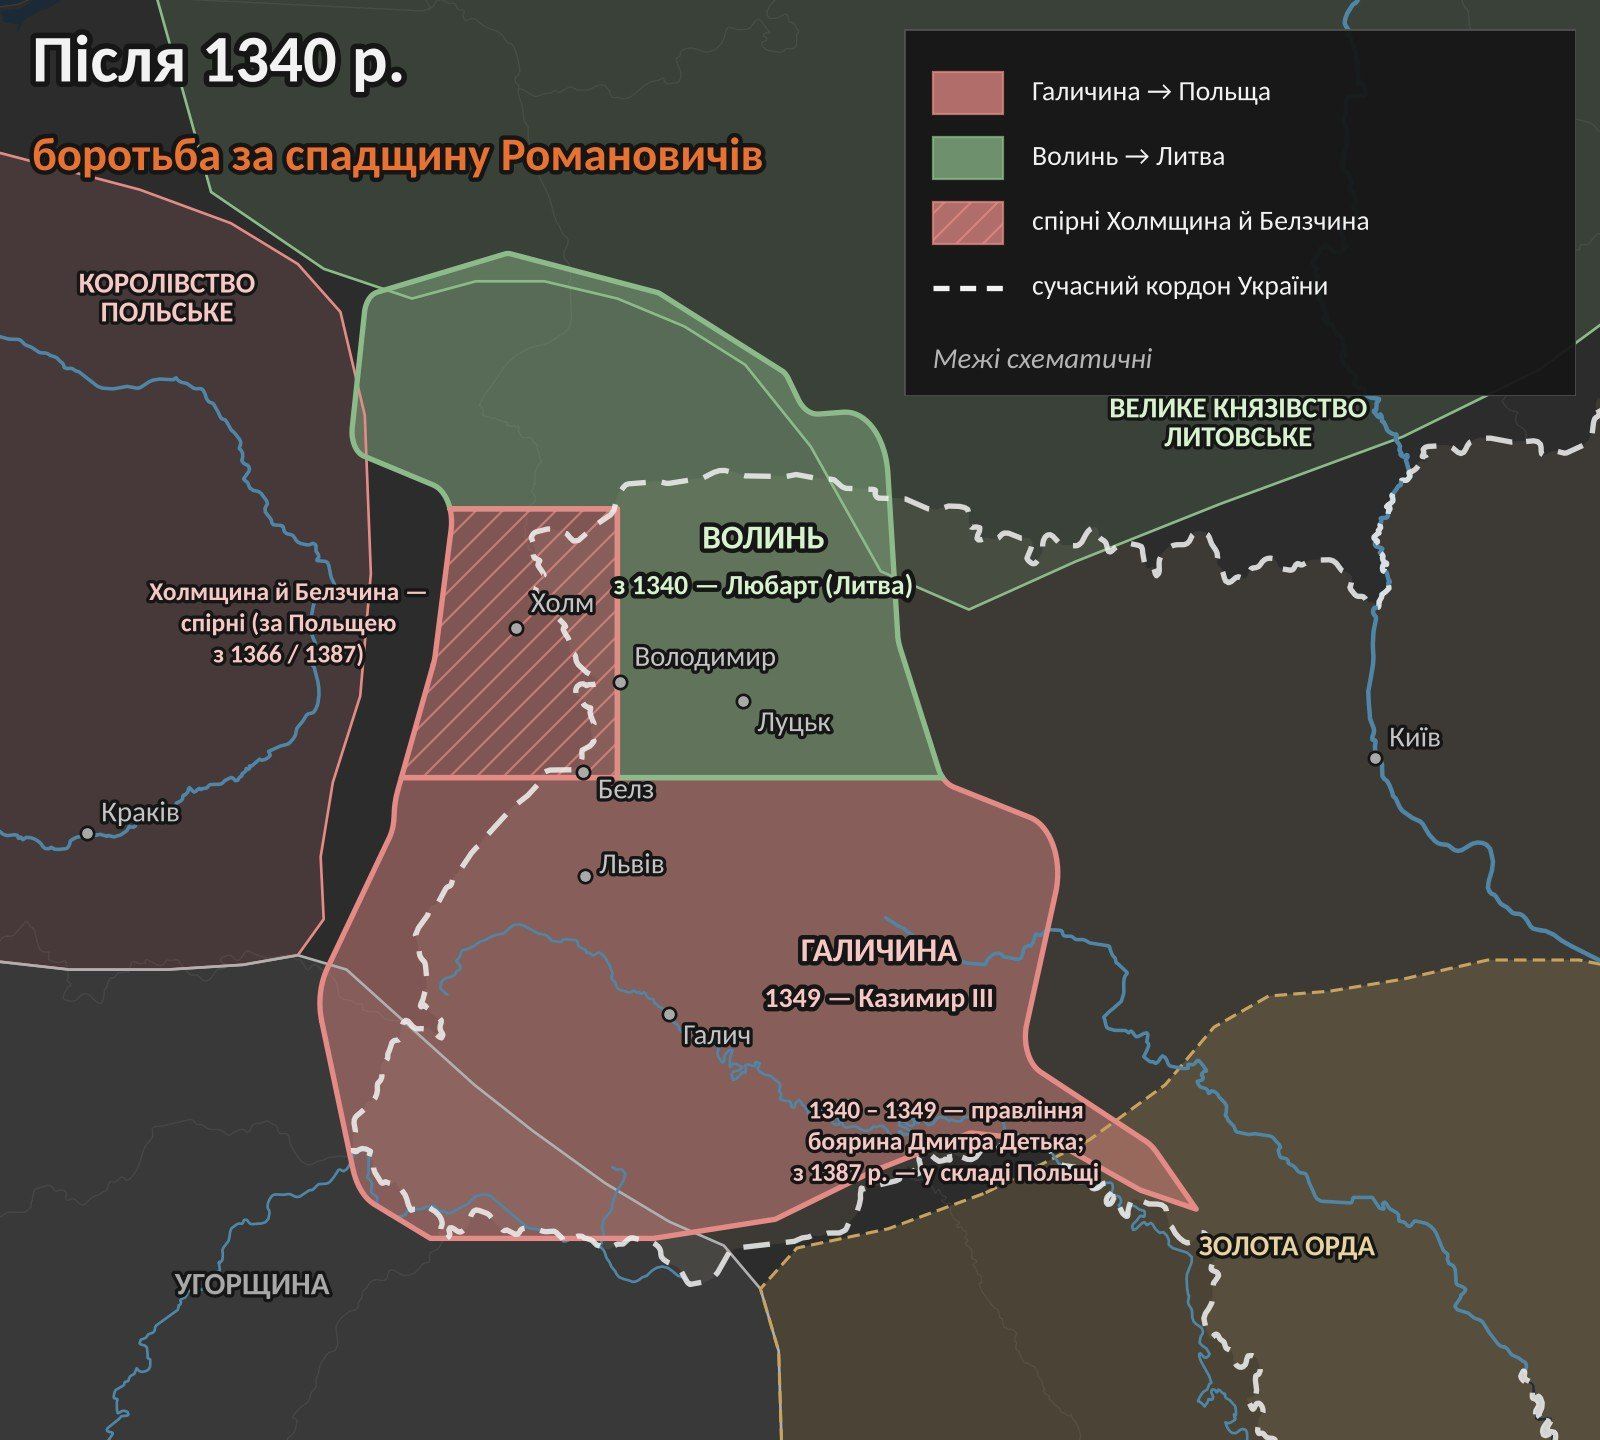 Після 1340 р.
боротьба за спадщину Романовичів
Галичина → Польща
Волинь → Литва
спірні Холмщина й Белзчина
сучасний кордон України
Межі схематичні
КОРОЛІВСТВО
ПОЛЬСЬКЕ
ВЕЛИКЕ КНЯЗІВСТВО
ЛИТОВСЬКЕ
ВОЛИНЬ
з 1340 — Любарт (Литва)
Холмщина й Белзчина —
спірні (за Польщею
з 1366 / 1387)
Холм
Володимир
Луцьк
Київ
Белз
Краків
Львів
ГАЛИЧИНА
1349 — Казимир III
Галич
1340 – 1349 — правління
боярина Дмитра Детька;
з 1387 р. — у складі Польщі
ЗОЛОТА ОРДА
УГОРЩИНА